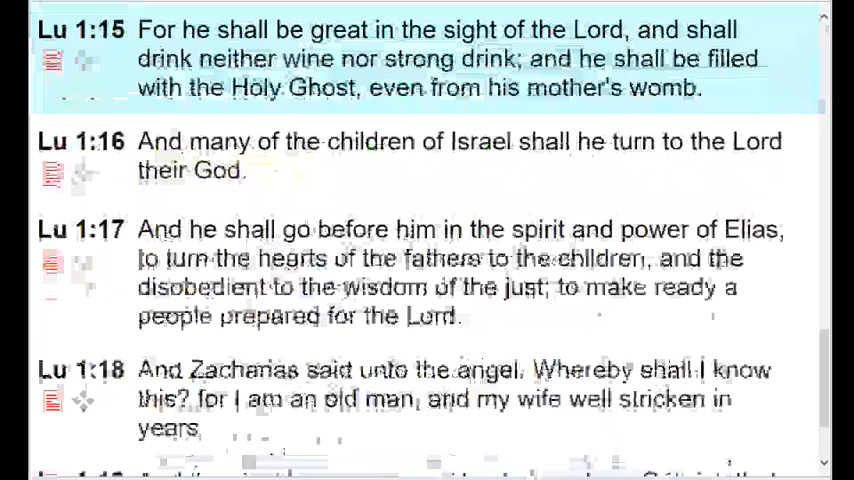 Lu 1:15 For he shall be great in the sight of the Lord, and shall
drink neither wine nor strong drink; and he shall be filled
with the Holy Ghost, even from his mother's womb.
Lu 1:16 And many of the children of Israel shall he turn to the Lord
their God.
Lu 1:17 And he shall go before him in the spirit and power of Elias,
to turn the hearts of the fathers to the children, and the
disobedient to the wisdom of the just; to make ready a
people prepared for the Lord.
Lu 1:18 And Zacharias said unto the angel, Whereby shall I know
this? for I am an old man, and my wife well stricken in
years